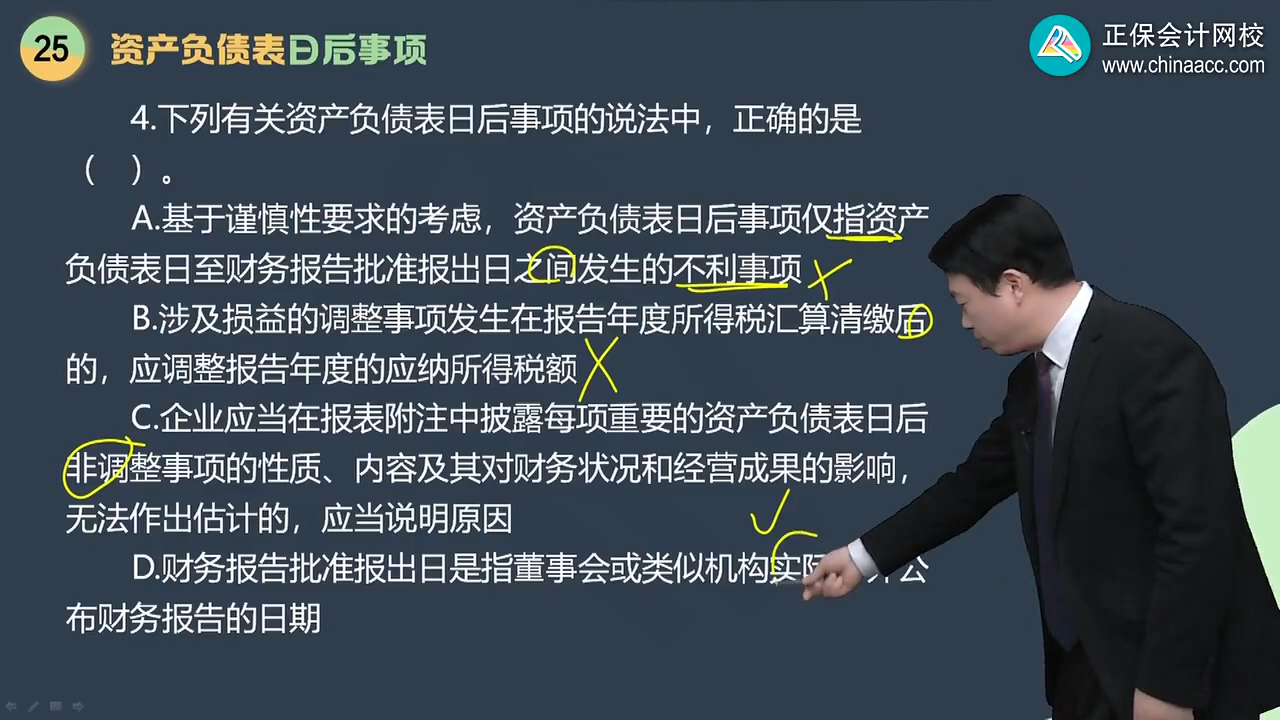 25 资产负债表日后事项
正保会计网校
www.chinaacc.com
4.下列有关资产负债表日后事项的说法中，正确的是
（ ）。
A.基于谨慎性要求的考虑，资产负债表日后事项仅指资产
负债表日至财务报告批准报出日之间发生的不利事项
B.涉及损益的调整事项发生在报告年度所得税汇算清缴后
的，应调整报告年度的应纳所得税额
C.企业应当在报表附注中披露每项重要的资产负债表日后
非调整事项的性质、内容及其对财务状况和经营成果的影响，
无法作出估计的，应当说明原因
D.财务报告批准报出日是指董事会或类似机构实际 公
布财务报告的日期